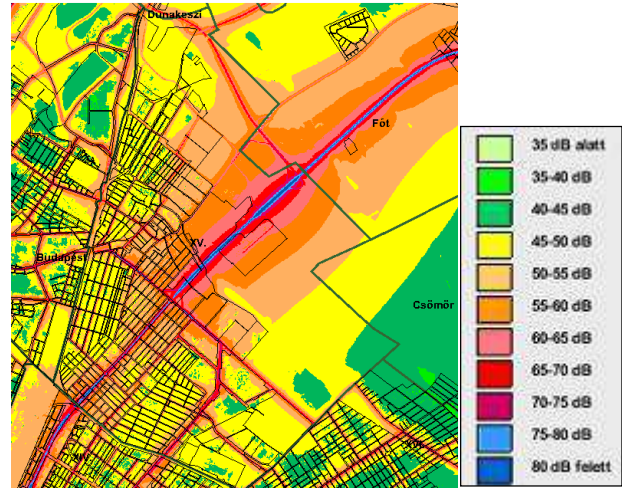 Dunakeszi
Fót
XV.
Budapest
Csömör
XIV.
XVI.
35 dB alatt
35-40 dB
40-45 dB
45-50 dB
50-55 dB
55-60 dB
60-65 dB
65-70 dB
70-75 dB
75-80 dB
80 dB felett